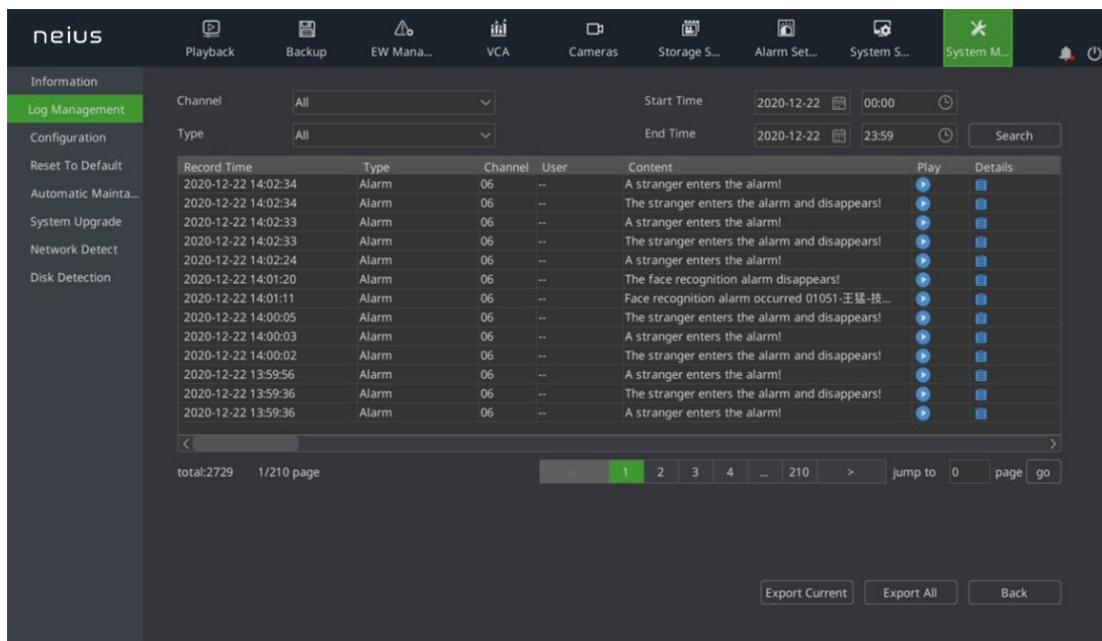 neius
Playback Backup EW Mana... VCA Cameras Storage S... Alarm Set... System S... System M...
Information
Log Management
Configuration
Reset To Default
Automatic Mainta...
System Upgrade
Network Detect
Disk Detection
Channel All Start Time 2020-12-22 00:00
Type All End Time 2020-12-22 23:59 Search
Record Time Type Channel User Content Play Details
2020-12-22 14:02:34 Alarm 06 -- A stranger enters the alarm!
2020-12-22 14:02:34 Alarm 06 -- The stranger enters the alarm and disappears!
2020-12-22 14:02:33 Alarm 06 -- A stranger enters the alarm!
2020-12-22 14:02:33 Alarm 06 -- The stranger enters the alarm and disappears!
2020-12-22 14:02:24 Alarm 06 -- A stranger enters the alarm!
2020-12-22 14:01:20 Alarm 06 -- The face recognition alarm disappears!
2020-12-22 14:01:11 Alarm 06 -- Face recognition alarm occurred 01051-王猛-技...
2020-12-22 14:00:05 Alarm 06 -- The stranger enters the alarm and disappears!
2020-12-22 14:00:03 Alarm 06 -- A stranger enters the alarm!
2020-12-22 14:00:02 Alarm 06 -- The stranger enters the alarm and disappears!
2020-12-22 13:59:56 Alarm 06 -- A stranger enters the alarm!
2020-12-22 13:59:36 Alarm 06 -- The stranger enters the alarm and disappears!
2020-12-22 13:59:36 Alarm 06 -- A stranger enters the alarm!
total:2729 1/210 page < 1 2 3 4 ... 210 > jump to 0 page go
Export Current Export All Back